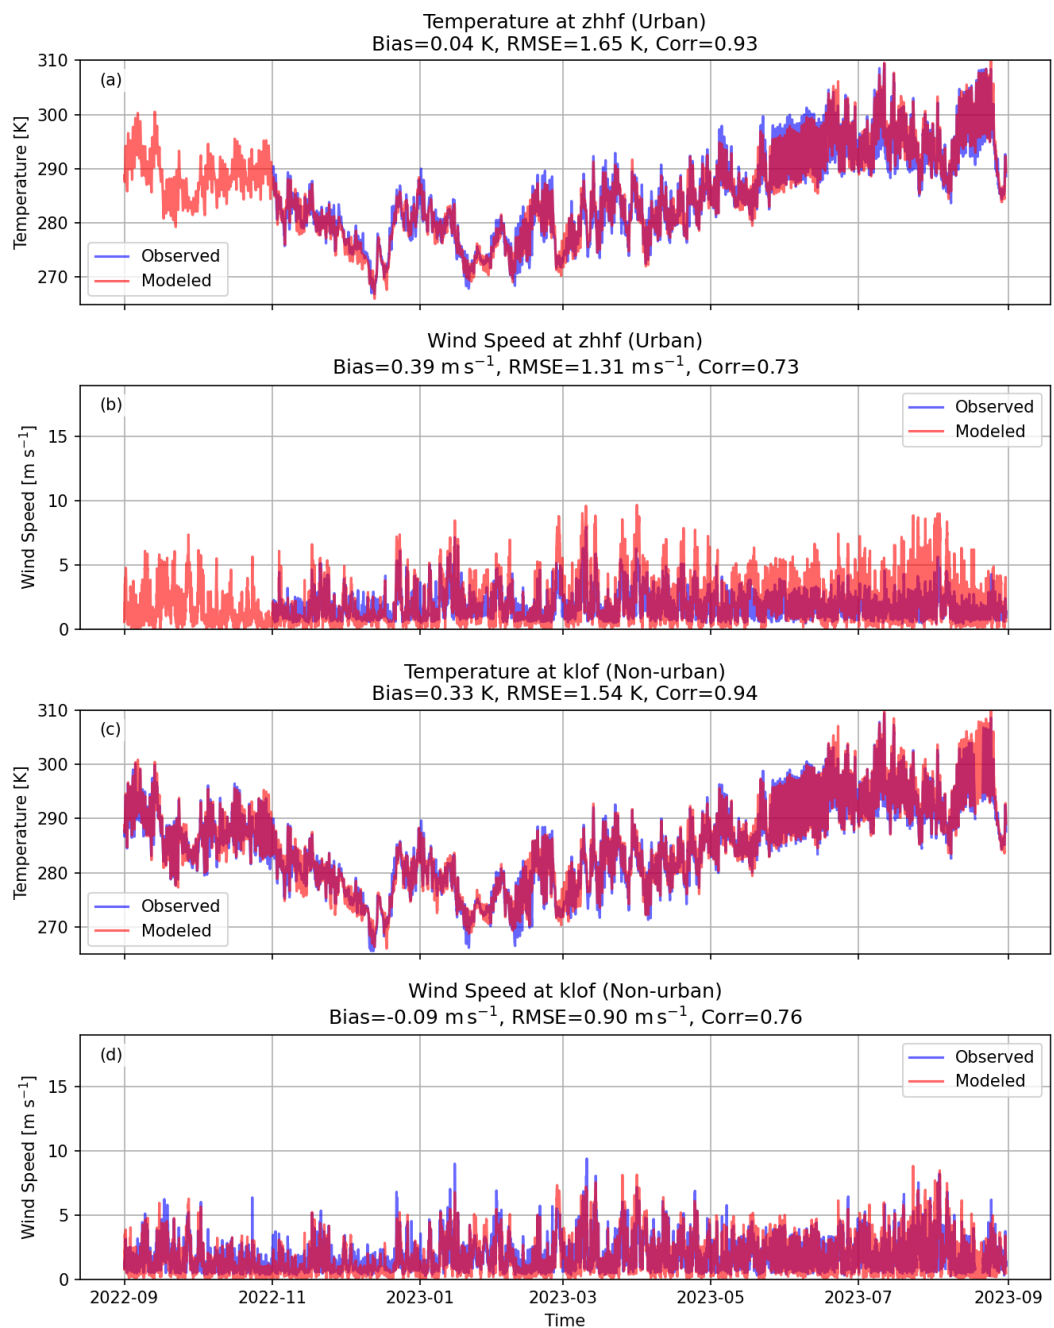 Temperature at zhhf (Urban)
Bias=0.04 K, RMSE=1.65 K, Corr=0.93
(a)
310
300
290
280
270
Temperature [K]
Observed
Modeled
Wind Speed at zhhf (Urban)
Bias=0.39 m s⁻¹, RMSE=1.31 m s⁻¹, Corr=0.73
(b)
15
10
5
0
Wind Speed [m s⁻¹]
Observed
Modeled
Temperature at klof (Non-urban)
Bias=0.33 K, RMSE=1.54 K, Corr=0.94
(c)
310
300
290
280
270
Temperature [K]
Observed
Modeled
Wind Speed at klof (Non-urban)
Bias=-0.09 m s⁻¹, RMSE=0.90 m s⁻¹, Corr=0.76
(d)
15
10
5
0
Wind Speed [m s⁻¹]
Observed
Modeled
2022-09 2022-11 2023-01 2023-03 2023-05 2023-07 2023-09
Time